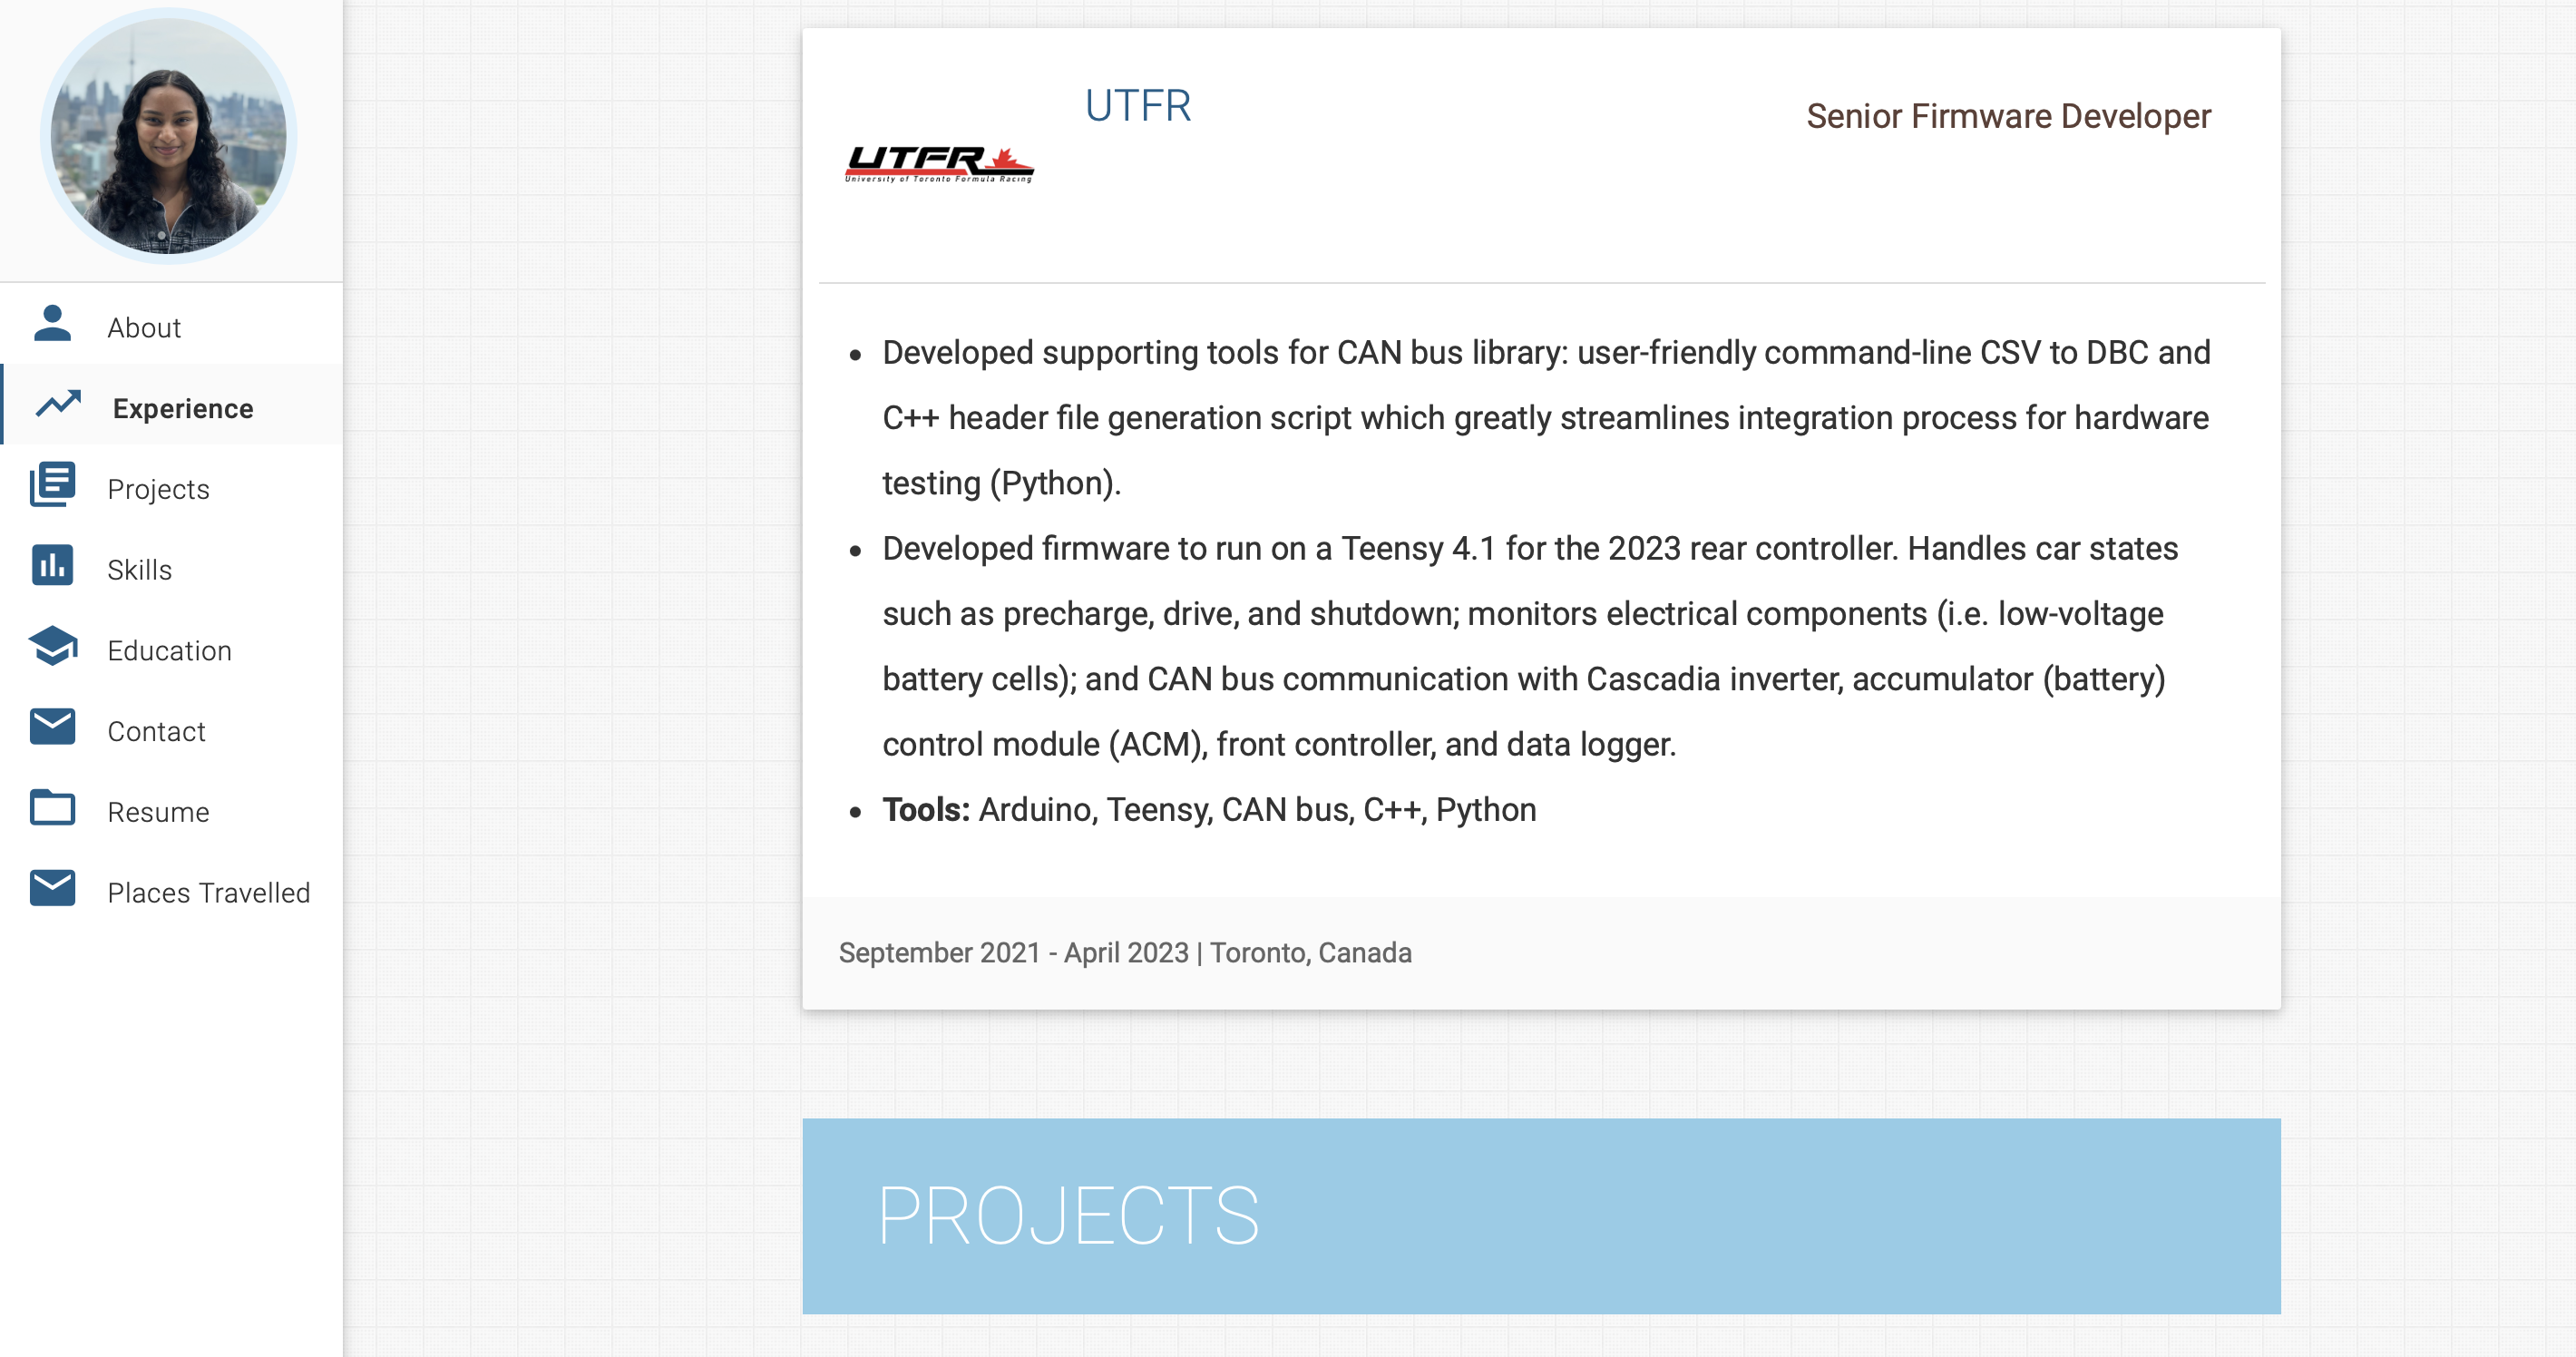 About
Experience
Projects
Skills
Education
Contact
Resume
Places Travelled
UTFR
Senior Firmware Developer
UTFR
University of Toronto Formula Racing
Developed supporting tools for CAN bus library: user-friendly command-line CSV to DBC and
C++ header file generation script which greatly streamlines integration process for hardware
testing (Python).
Developed firmware to run on a Teensy 4.1 for the 2023 rear controller. Handles car states
such as precharge, drive, and shutdown; monitors electrical components (i.e. low-voltage
battery cells); and CAN bus communication with Cascadia inverter, accumulator (battery)
control module (ACM), front controller, and data logger.
Tools: Arduino, Teensy, CAN bus, C++, Python
September 2021 - April 2023 | Toronto, Canada
PROJECTS